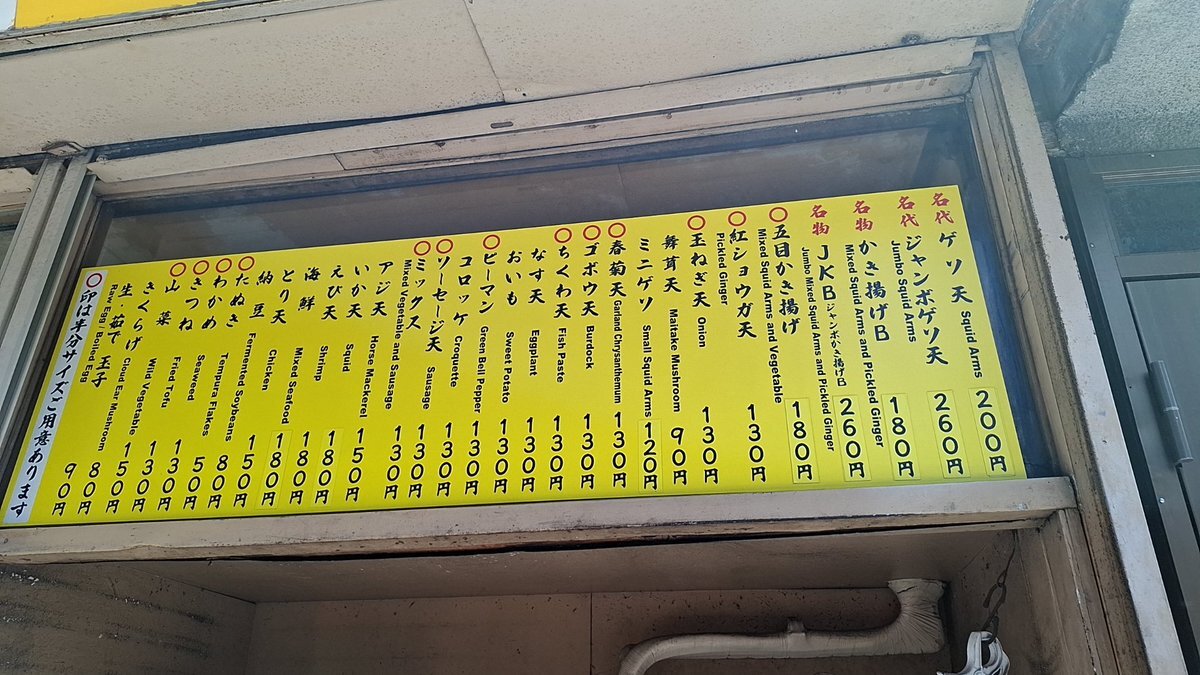 名代 ゲソ天 Squid Arms 200円
名代 ジャンボゲソ天 Jumbo Squid Arms 260円
名物 かき揚げB Mixed Squid Arms and Pickled Ginger 180円
名物 JKB ジャンボかき揚げB Jumbo Mixed Squid Arms and Pickled Ginger 260円
○五目かき揚げ Mixed Squid Arms and Vegetable 180円
○紅ショウガ天 Pickled Ginger 130円
○玉ねぎ天 Onion 130円
舞茸天 Maitake Mushroom 90円
ミニゲソ Small Squid Arms 120円
○春菊天 Garland Chrysanthemum 130円
○ゴボウ天 Burdock 130円
○ちくわ天 Fish Paste 130円
なす天 Eggplant 130円
おいも Sweet Potato 130円
○ピーマン Green Bell Pepper 130円
コロッケ Croquette 130円
○ソーセージ天 Sausage 130円
○ミックス Mixed Vegetable and Sausage 130円
アジ天 Horse Mackerel 150円
いか天 Squid 180円
えび天 Shrimp 180円
海鮮 Mixed Seafood 180円
とり天 Chicken 150円
納豆 Fearmented Soybeans 80円
○たぬき Tempura Flakes 50円
○わかめ Seaweed 130円
○きつね Fried Tofu 130円
○山菜 Wild Vegetable 150円
きくらげ Cloud Ear Mushroom 80円
生・茹で玉子 Raw Egg / Boiled Egg 90円
○印は半分サイズご用意あります